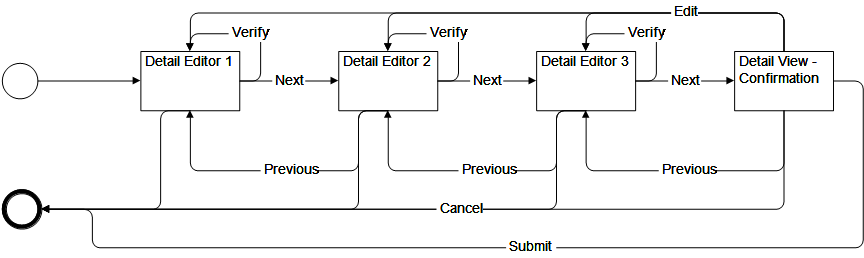 Edit
Verify
Verify
Verify
Detail Editor 1
Detail Editor 2
Detail Editor 3
Detail View -
Confirmation
Next
Next
Next
Previous
Previous
Previous
Cancel
Submit